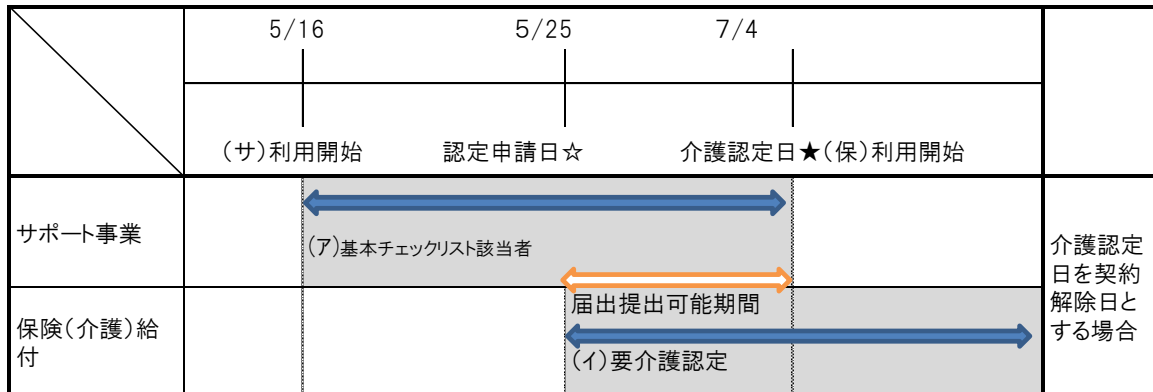 5/16 5/25 7/4
(サ)利用開始 認定申請日☆ 介護認定日★(保)利用開始
サポート事業
(ア)基本チェックリスト該当者
届出提出可能期間
保険(介護)給
付
(イ)要介護認定
介護認定
日を契約
解除日と
する場合